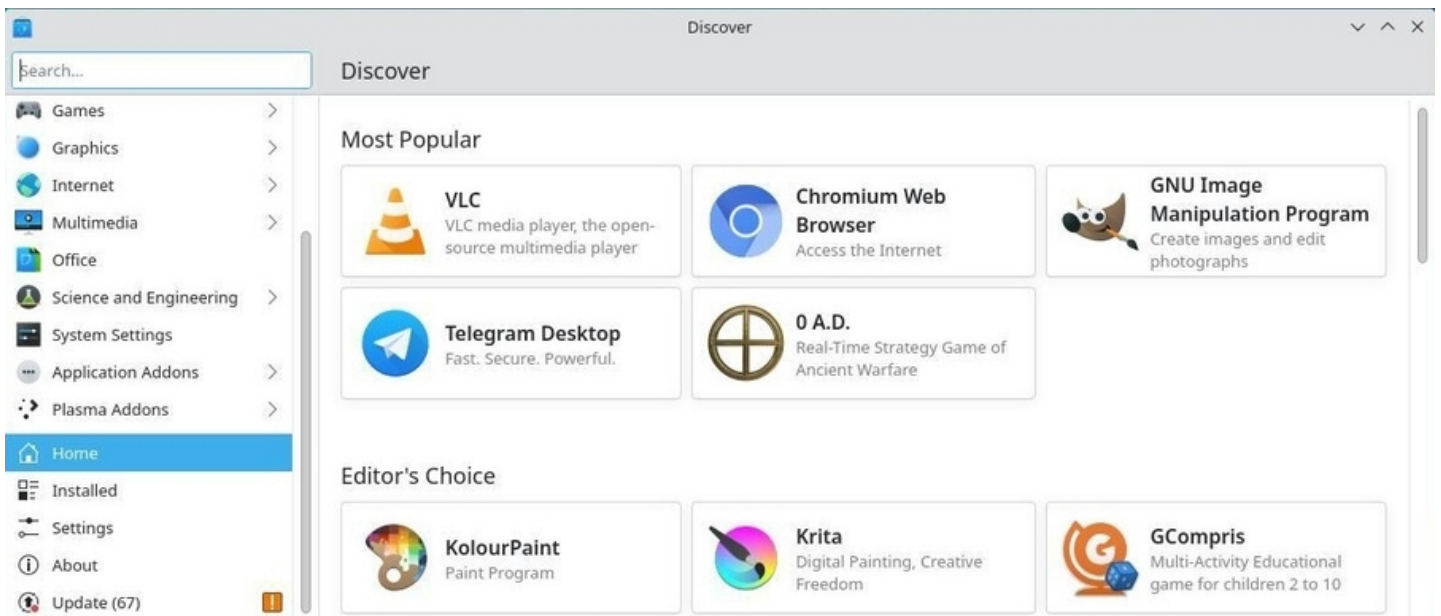 Discover
Search...
Discover
Games
Graphics
Internet
Multimedia
Office
Science and Engineering
System Settings
Application Addons
Plasma Addons
Home
Installed
Settings
About
Update (67)
Most Popular
VLC
VLC media player, the open-
source multimedia player
Chromium Web
Browser
Access the Internet
GNU Image
Manipulation Program
Create images and edit
photographs
Telegram Desktop
Fast. Secure. Powerful.
0 A.D.
Real-Time Strategy Game of
Ancient Warfare
Editor's Choice
KolourPaint
Paint Program
Krita
Digital Painting, Creative
Freedom
GCompris
Multi-Activity Educational
game for children 2 to 10